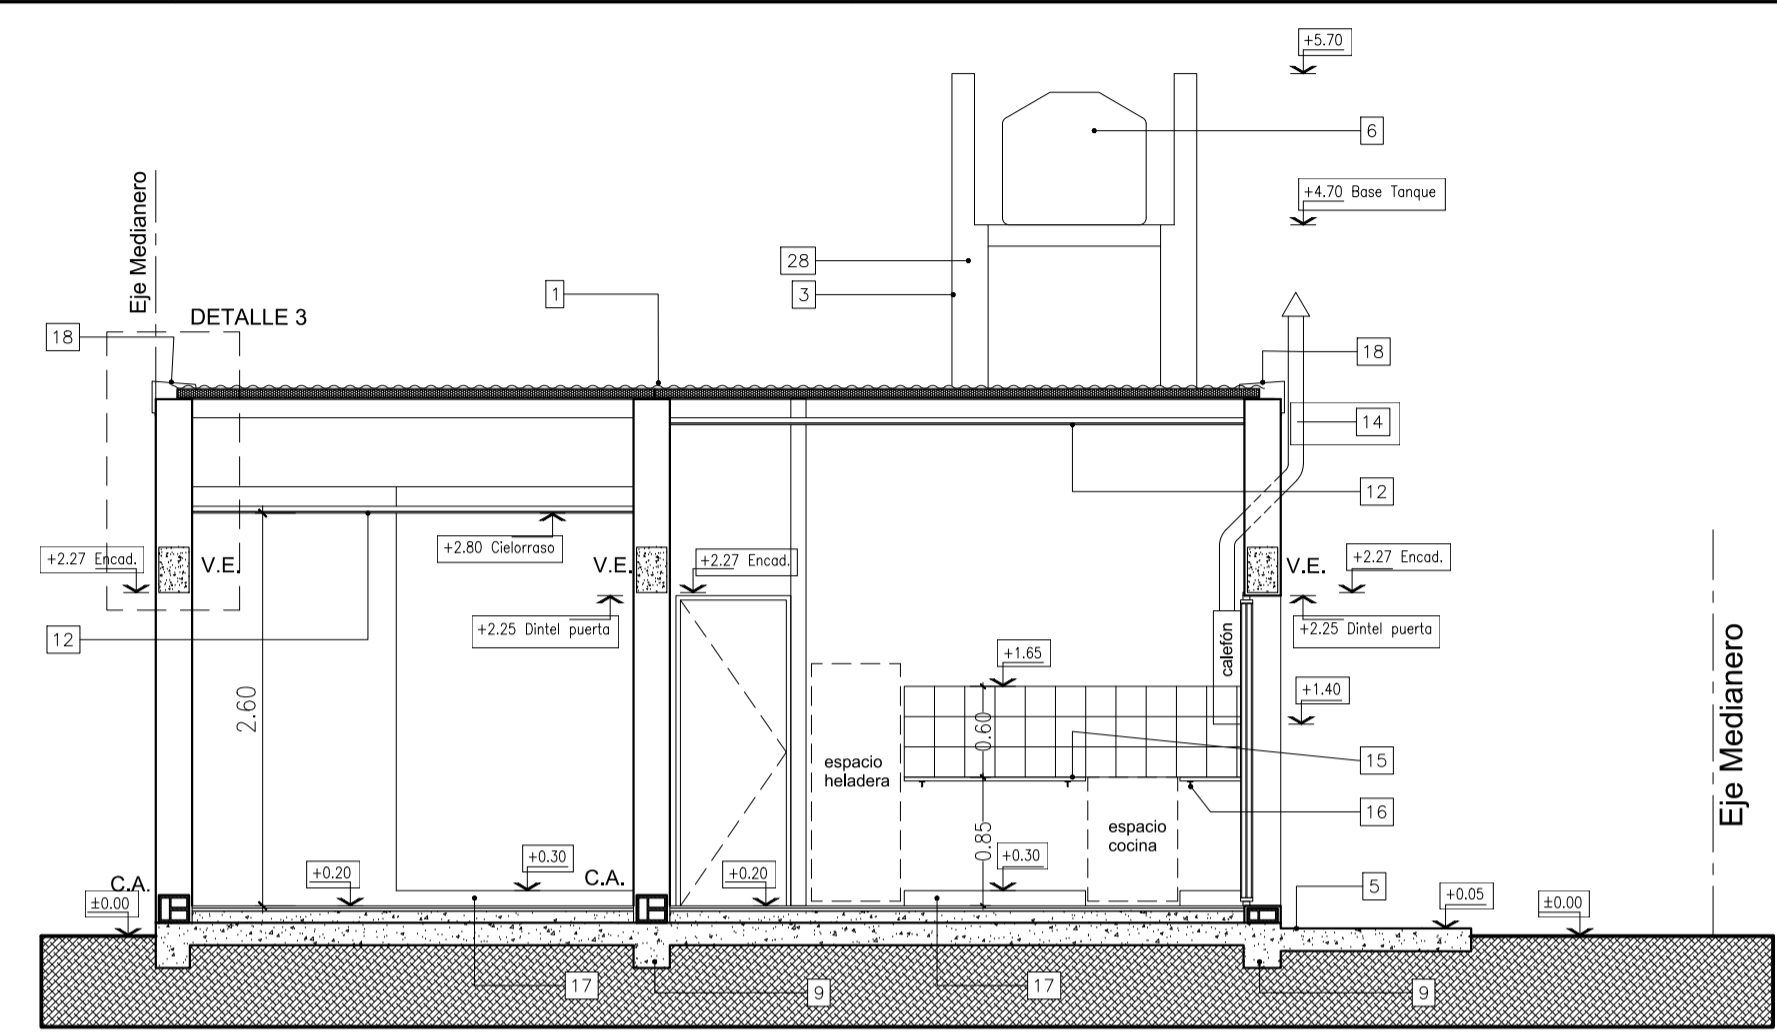 +5.70
6
+4.70 Base Tanque
Eje Medianero
28
3
1
DETALLE 3
18
18
14
12
+2.80 Cielorraso
+2.27 Encad.
V.E.
V.E.
+2.27 Encad.
V.E.
+2.27 Encad.
12
+2.25 Dintel puerta
+2.25 Dintel puerta
calefón
+1.65
+1.40
2.60
0.60
15
espacio
heladera
16
espacio
cocina
0.85
Eje Medianero
C.A.
±0.00
+0.20
+0.30
C.A.
+0.20
+0.30
5
+0.05
±0.00
17
9
17
9